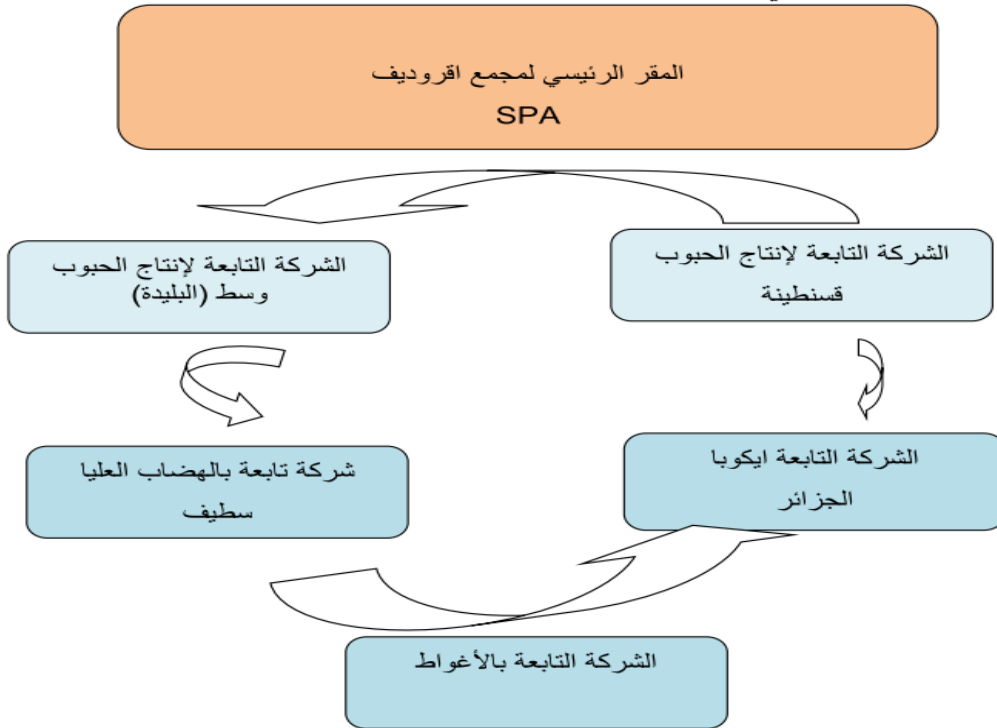 المقر الرئيسي لمجمع اقروديف
SPA
الشركة التابعة لإنتاج الحبوب
قسنطينة
الشركة التابعة لإنتاج الحبوب
وسط (البليدة)
الشركة التابعة ايكوبا
الجزائر
شركة تابعة بالهضاب العليا
سطيف
الشركة التابعة بالأغواط